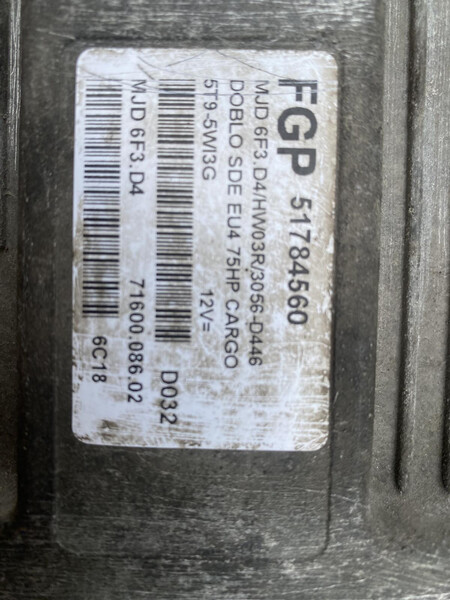 FGP 51784560
MJD 6F3.D4/HW03R/3056-D446
DOBLO SDE EU4 75HP CARGO
5T9-5WI3G 12V=
D032
MJD 6F3.D4 71600.086.02
6C18